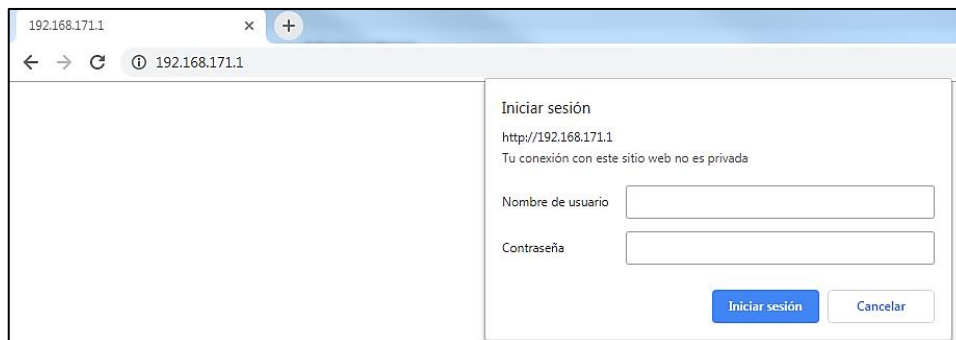 192.168.171.1
192.168.171.1
Iniciar sesión
http://192.168.171.1
Tu conexión con este sitio web no es privada
Nombre de usuario
Contraseña
Iniciar sesión Cancelar